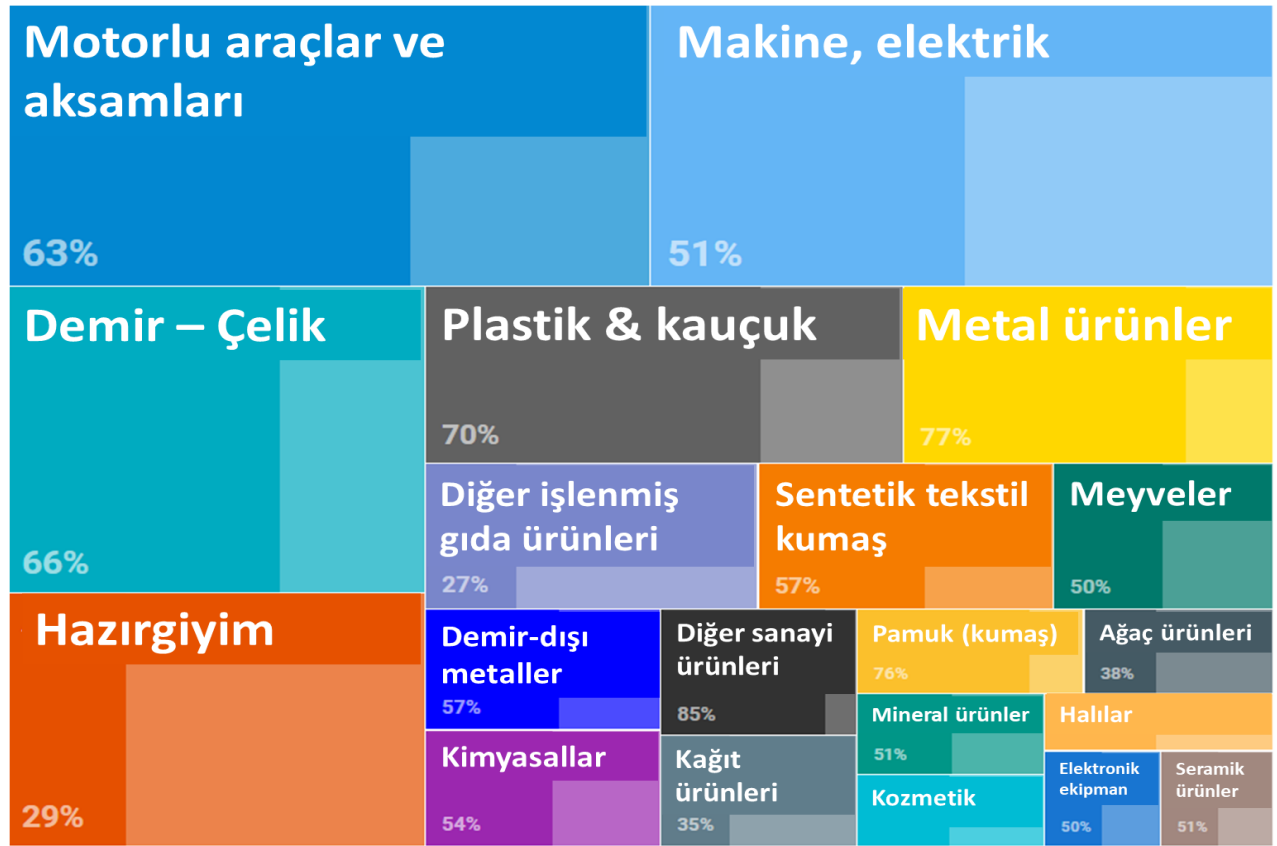 Motorlu araçlar ve
aksamları
63%
Makine, elektrik
51%
Demir – Çelik
66%
Plastik & kauçuk
70%
Metal ürünler
77%
Diğer işlenmiş
gıda ürünleri
27%
Sentetik tekstil
kumaş
57%
Meyveler
50%
Hazırgiyim
29%
Demir-dışı
metaller
57%
Diğer sanayi
ürünleri
85%
Pamuk (kumaş)
76%
Ağaç ürünleri
38%
Mineral ürünler
51%
Halılar
Kimyasallar
54%
Kağıt
ürünleri
35%
Kozmetik
Elektronik
ekipman
50%
Seramik
ürünler
51%